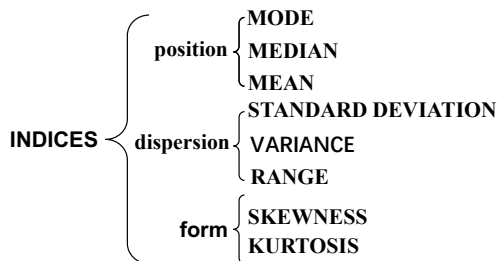 INDICES
position
MODE
MEDIAN
MEAN
dispersion
STANDARD DEVIATION
VARIANCE
RANGE
form
SKEWNESS
KURTOSIS